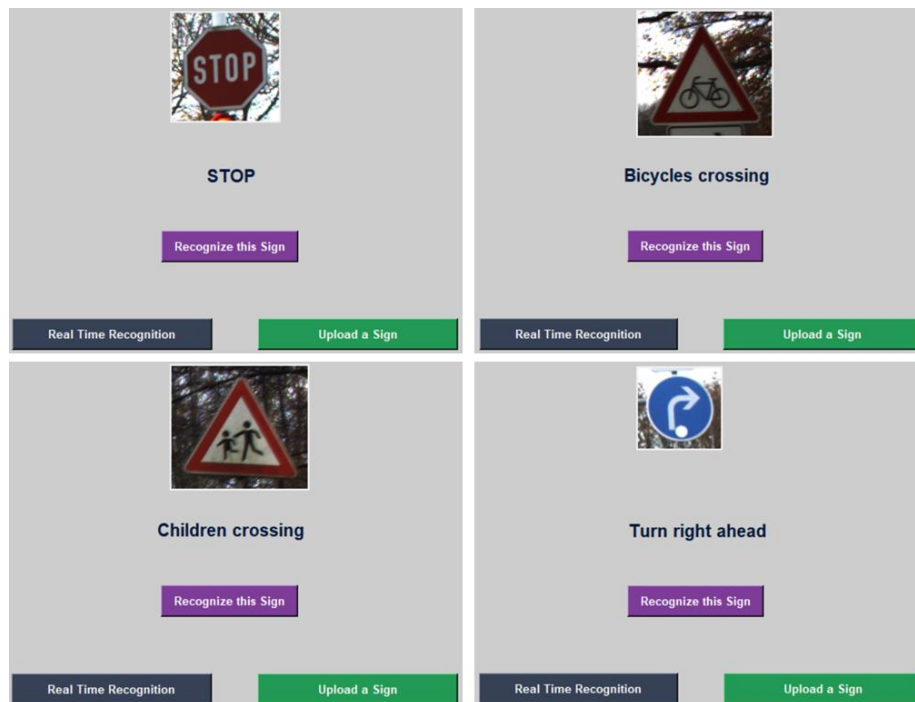 STOP
STOP
Recognize this Sign
Real Time Recognition
Upload a Sign
Bicycles crossing
Recognize this Sign
Real Time Recognition
Upload a Sign
Children crossing
Recognize this Sign
Real Time Recognition
Upload a Sign
Turn right ahead
Recognize this Sign
Real Time Recognition
Upload a Sign